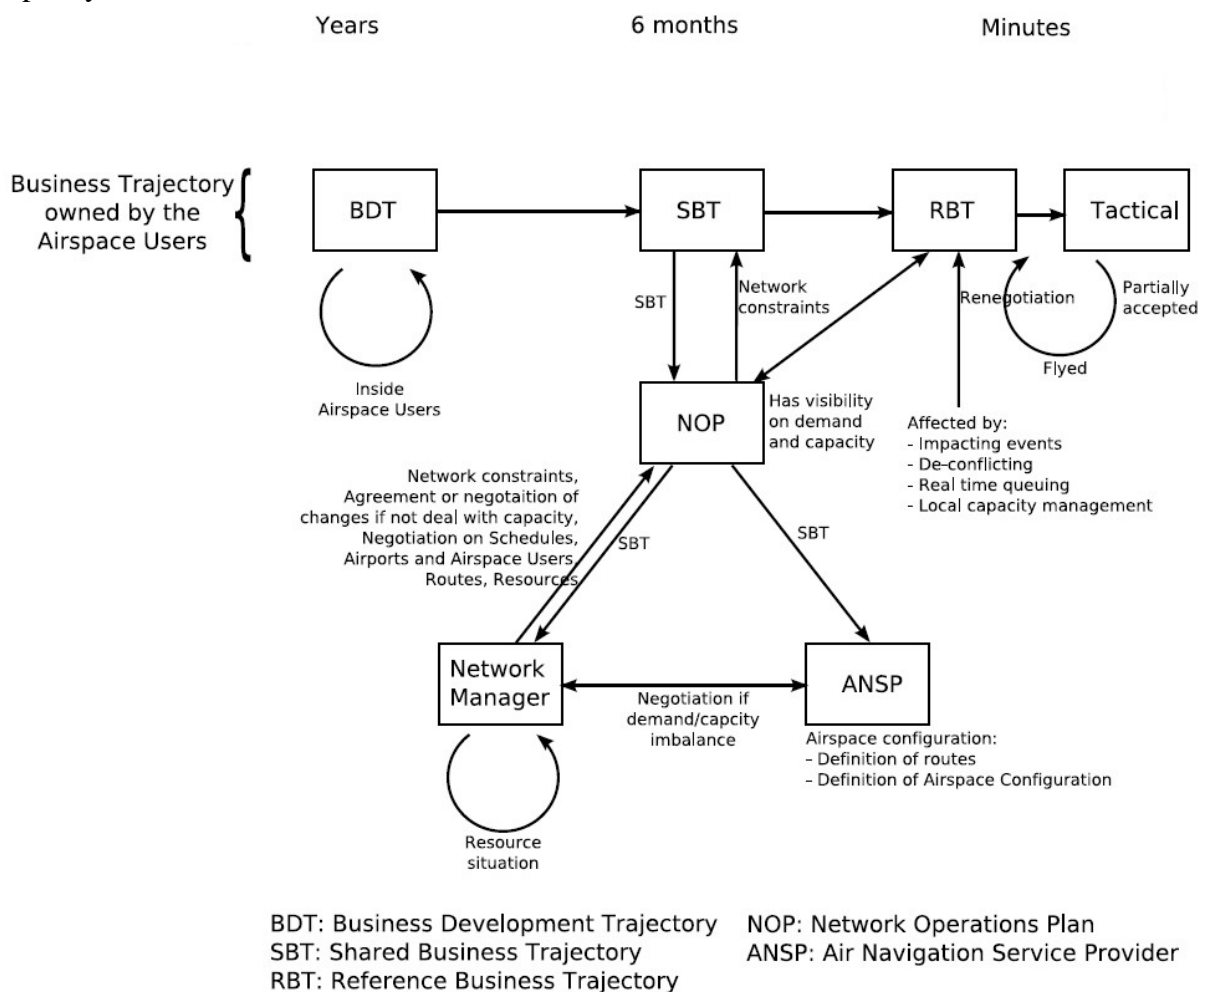 Years
6 months
Minutes
Business Trajectory
owned by the
Airspace Users
BDT
SBT
RBT
Tactical
Inside
Airspace Users
SBT
Network
constraints
Renegotiation
Partially
accepted
Flyed
NOP
Has visibility
on demand
and capacity
Affected by:
- Impacting events
- De-conflicting
- Real time queuing
- Local capacity management
Network constraints,
Agreement or negotaition of
changes if not deal with capacity,
Negotiation on Schedules,
Airports and Airspace Users,
Routes, Resources
SBT
SBT
Network
Manager
Negotiation if
demand/capcity
imbalance
ANSP
Airspace configuration:
- Definition of routes
- Definition of Airspace Configuration
Resource
situation
BDT: Business Development Trajectory
SBT: Shared Business Trajectory
RBT: Reference Business Trajectory
NOP: Network Operations Plan
ANSP: Air Navigation Service Provider